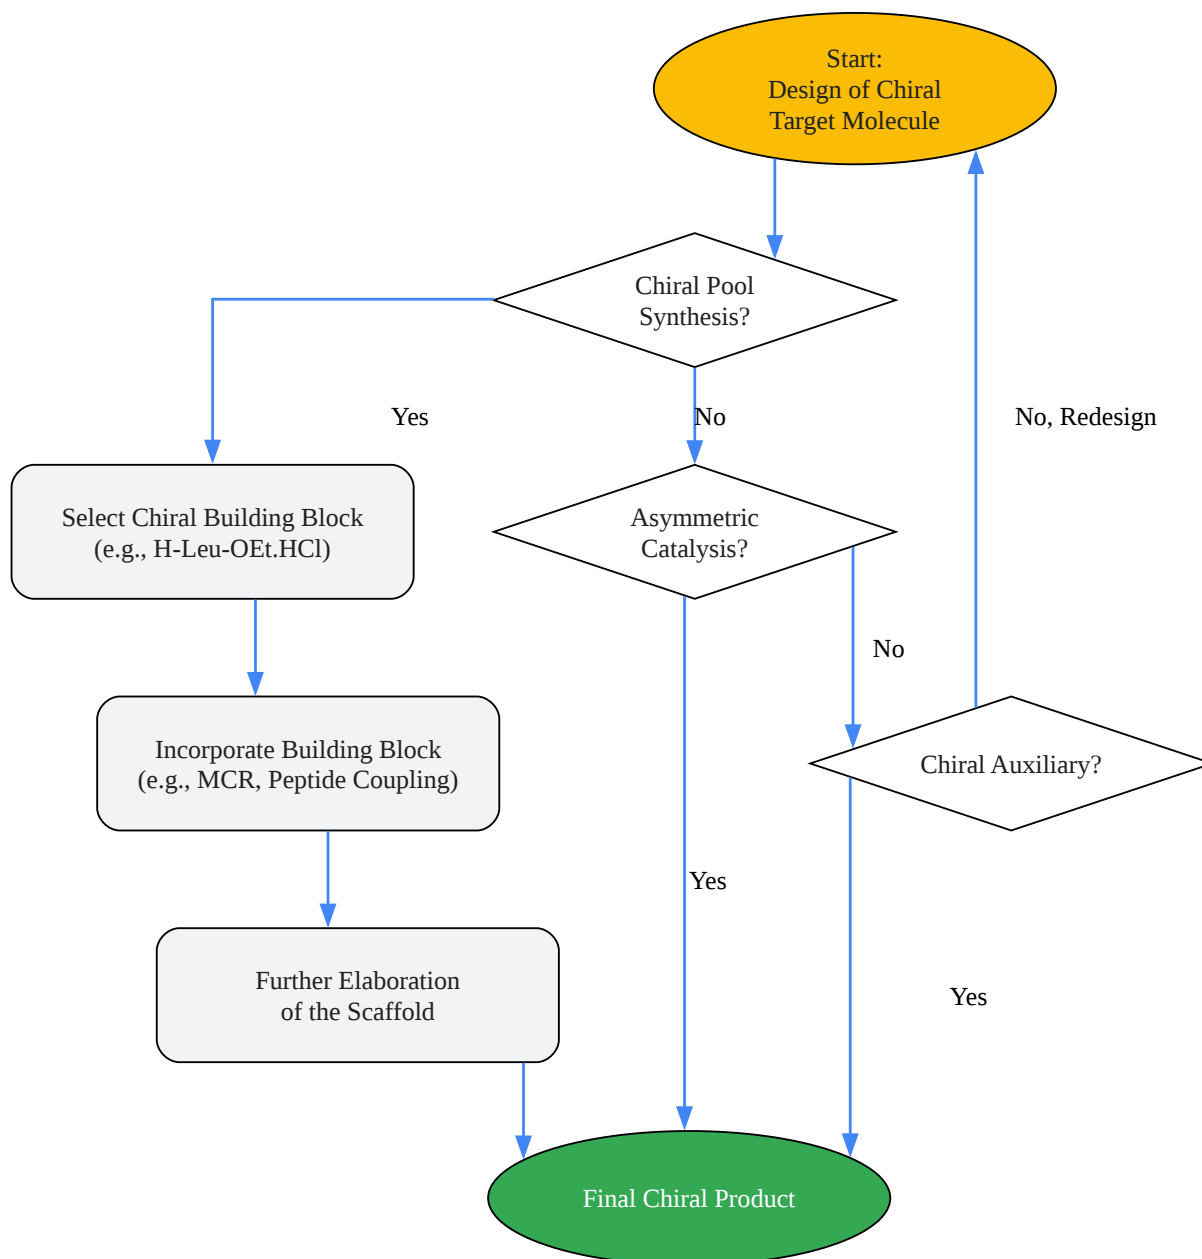 Start:
Design of Chiral
Target Molecule
Chiral Pool
Synthesis?
Yes
No
No, Redesign
Select Chiral Building Block
(e.g., H-Leu-OEt.HCl)
Asymmetric
Catalysis?
No
Incorporate Building Block
(e.g., MCR, Peptide Coupling)
Chiral Auxiliary?
Yes
Further Elaboration
of the Scaffold
Yes
Final Chiral Product